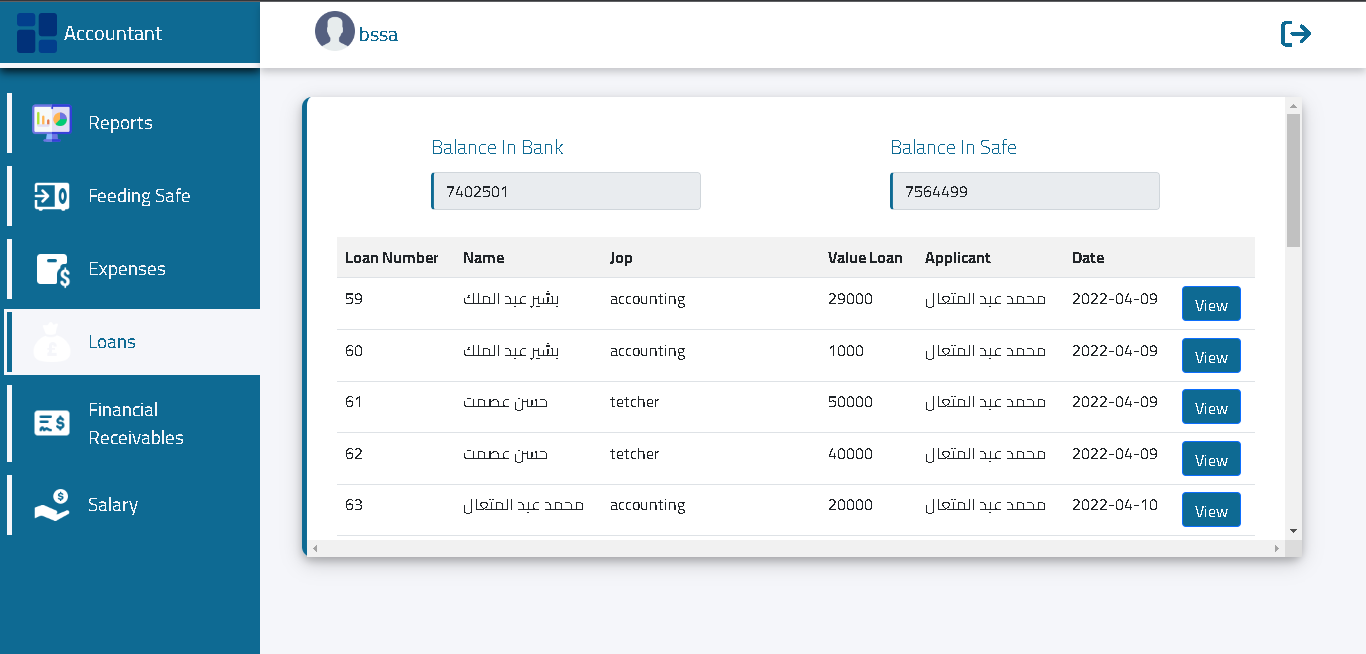 Accountant
bssa
Reports
Feeding Safe
Expenses
Loans
Financial
Receivables
Salary
Balance In Bank
Balance In Safe
7402501
7564499
Loan Number Name Jop Value Loan Applicant Date
59 بشير عبد الملك accounting 29000 محمد عبد المتعال 2022-04-09 View
60 بشير عبد الملك accounting 1000 محمد عبد المتعال 2022-04-09 View
61 حسن عصمت tetcher 50000 محمد عبد المتعال 2022-04-09 View
62 حسن عصمت tetcher 40000 محمد عبد المتعال 2022-04-09 View
63 محمد عبد المتعال accounting 20000 محمد عبد المتعال 2022-04-10 View